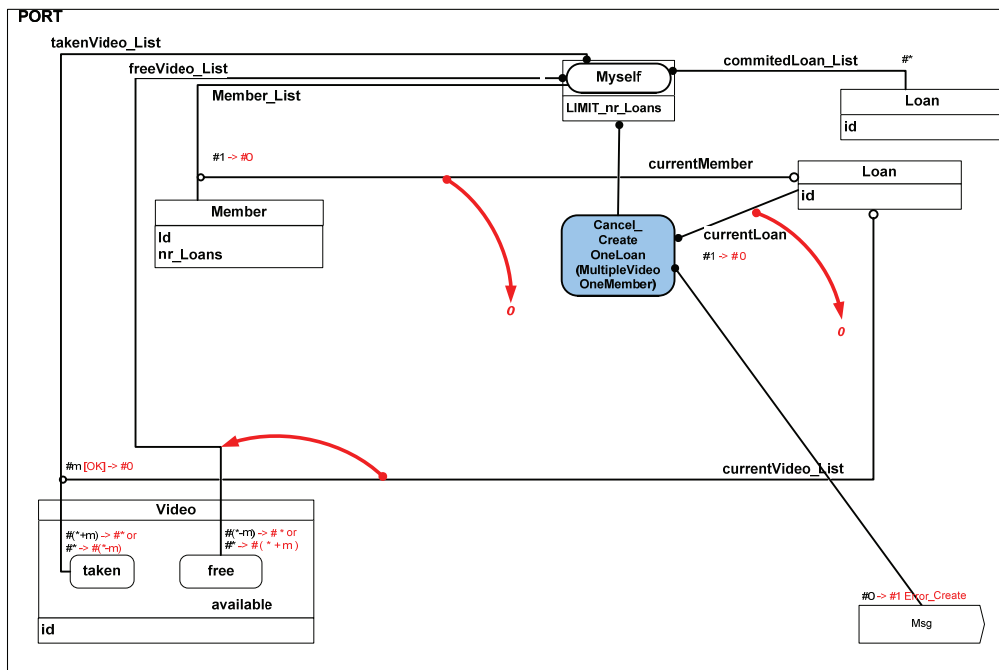 PORT
takenVideo_List
freeVideo_List
Member_List
Myself
LIMIT_nr_Loans
commitedLoan_List
#*
Loan
id
#1 -> #0
currentMember
Loan
id
Member
Id
nr_Loans
Cancel_
Create
OneLoan
(MultipleVideo
OneMember)
currentLoan
#1 -> #0
0
0
#m [OK] -> #0
currentVideo_List
Video
#(*+m) -> #* or
#* -> #(*-m)
#(*-m) -> # * or
#* -> # ( * + m )
taken
free
available
id
#0 -> #1 Error_Create
Msg